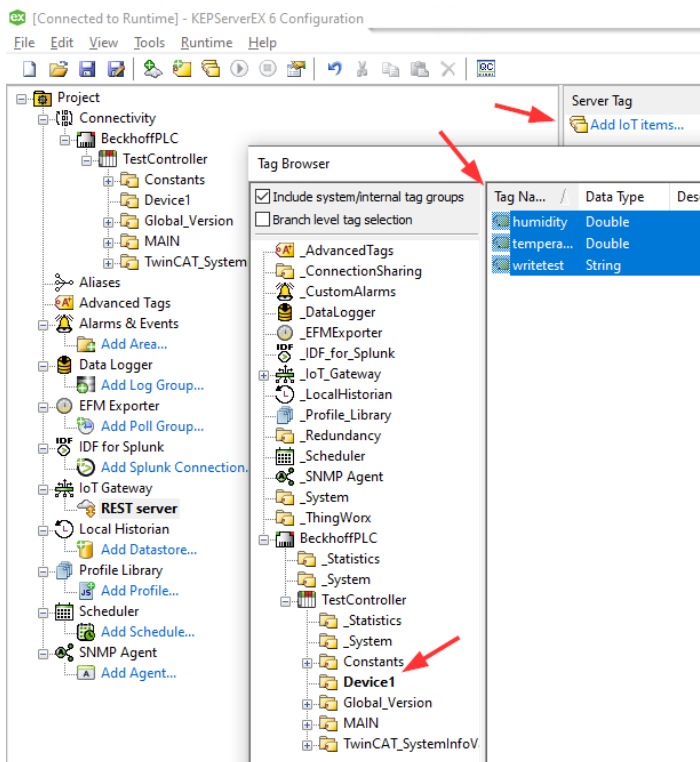 [Connected to Runtime] - KEPServerEX 6 Configuration
File Edit View Tools Runtime Help
Project
Connectivity
BeckhoffPLC
TestController
Constants
Device1
Global_Version
MAIN
TwinCAT_System
Aliases
Advanced Tags
Alarms & Events
Add Area...
Data Logger
Add Log Group...
EFM Exporter
Add Poll Group...
IDF for Splunk
Add Splunk Connection.
IoT Gateway
REST server
Local Historian
Add Datastore...
Profile Library
Add Profile...
Scheduler
Add Schedule...
SNMP Agent
Add Agent...
Server Tag
Add IoT items...
Tag Browser
Include system/internal tag groups
Branch level tag selection
_AdvancedTags
_ConnectionSharing
_CustomAlarms
_DataLogger
_EFMExporter
_IDF_for_Splunk
_IoT_Gateway
_LocalHistorian
_Profile_Library
_Redundancy
_Scheduler
_SNMP Agent
_System
_ThingWorx
BeckhoffPLC
_Statistics
_System
TestController
_Statistics
_System
Constants
Device1
Global_Version
MAIN
TwinCAT_SystemInfoV
Tag Na... Data Type Des
humidity Double
tempera... Double
writetest String